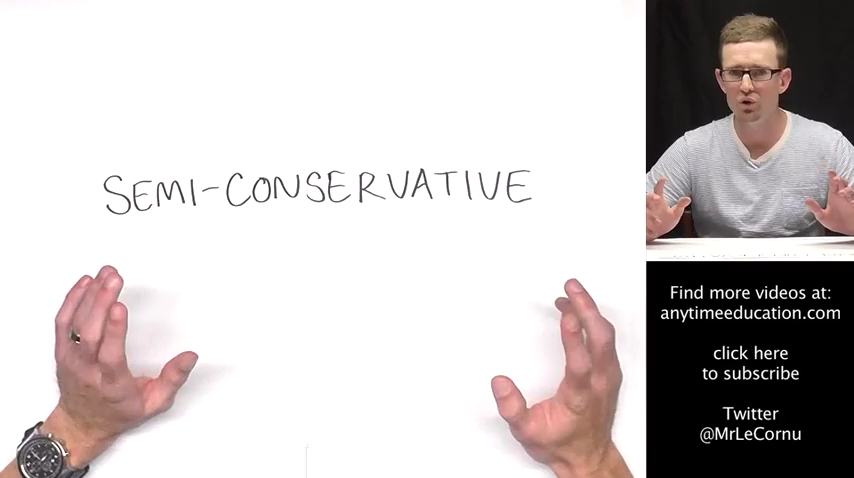 SEMI-CONSERVATIVE
Find more videos at:
anytimeeducation.com
click here
to subscribe
Twitter
@MrLeCornu